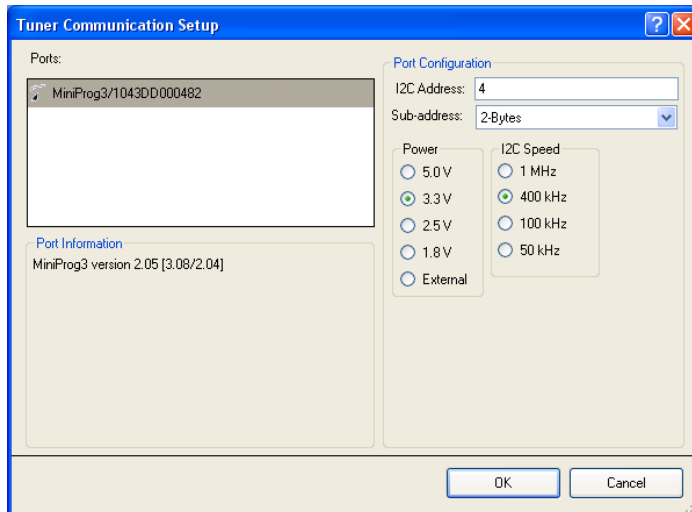 Tuner Communication Setup
Ports:
MiniProg3/1043DD000482
Port Information
MiniProg3 version 2.05 [3.08/2.04]
Port Configuration
I2C Address: 4
Sub-address: 2-Bytes
Power
5.0 V
3.3 V
2.5 V
1.8 V
External
I2C Speed
1 MHz
400 kHz
100 kHz
50 kHz
OK
Cancel